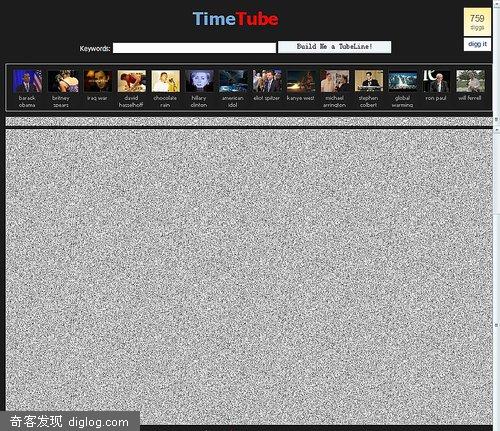 TimeTube
759
diggs
digg it
Keywords:
Build Me a TubeLine!
barack obama
britney spears
iraq war
david hasselhoff
chocolate rain
hillary clinton
american idol
eliot spitzer
kanye west
michael arrington
stephen colbert
global warming
ron paul
will ferrell
奇客发现 diglog.com